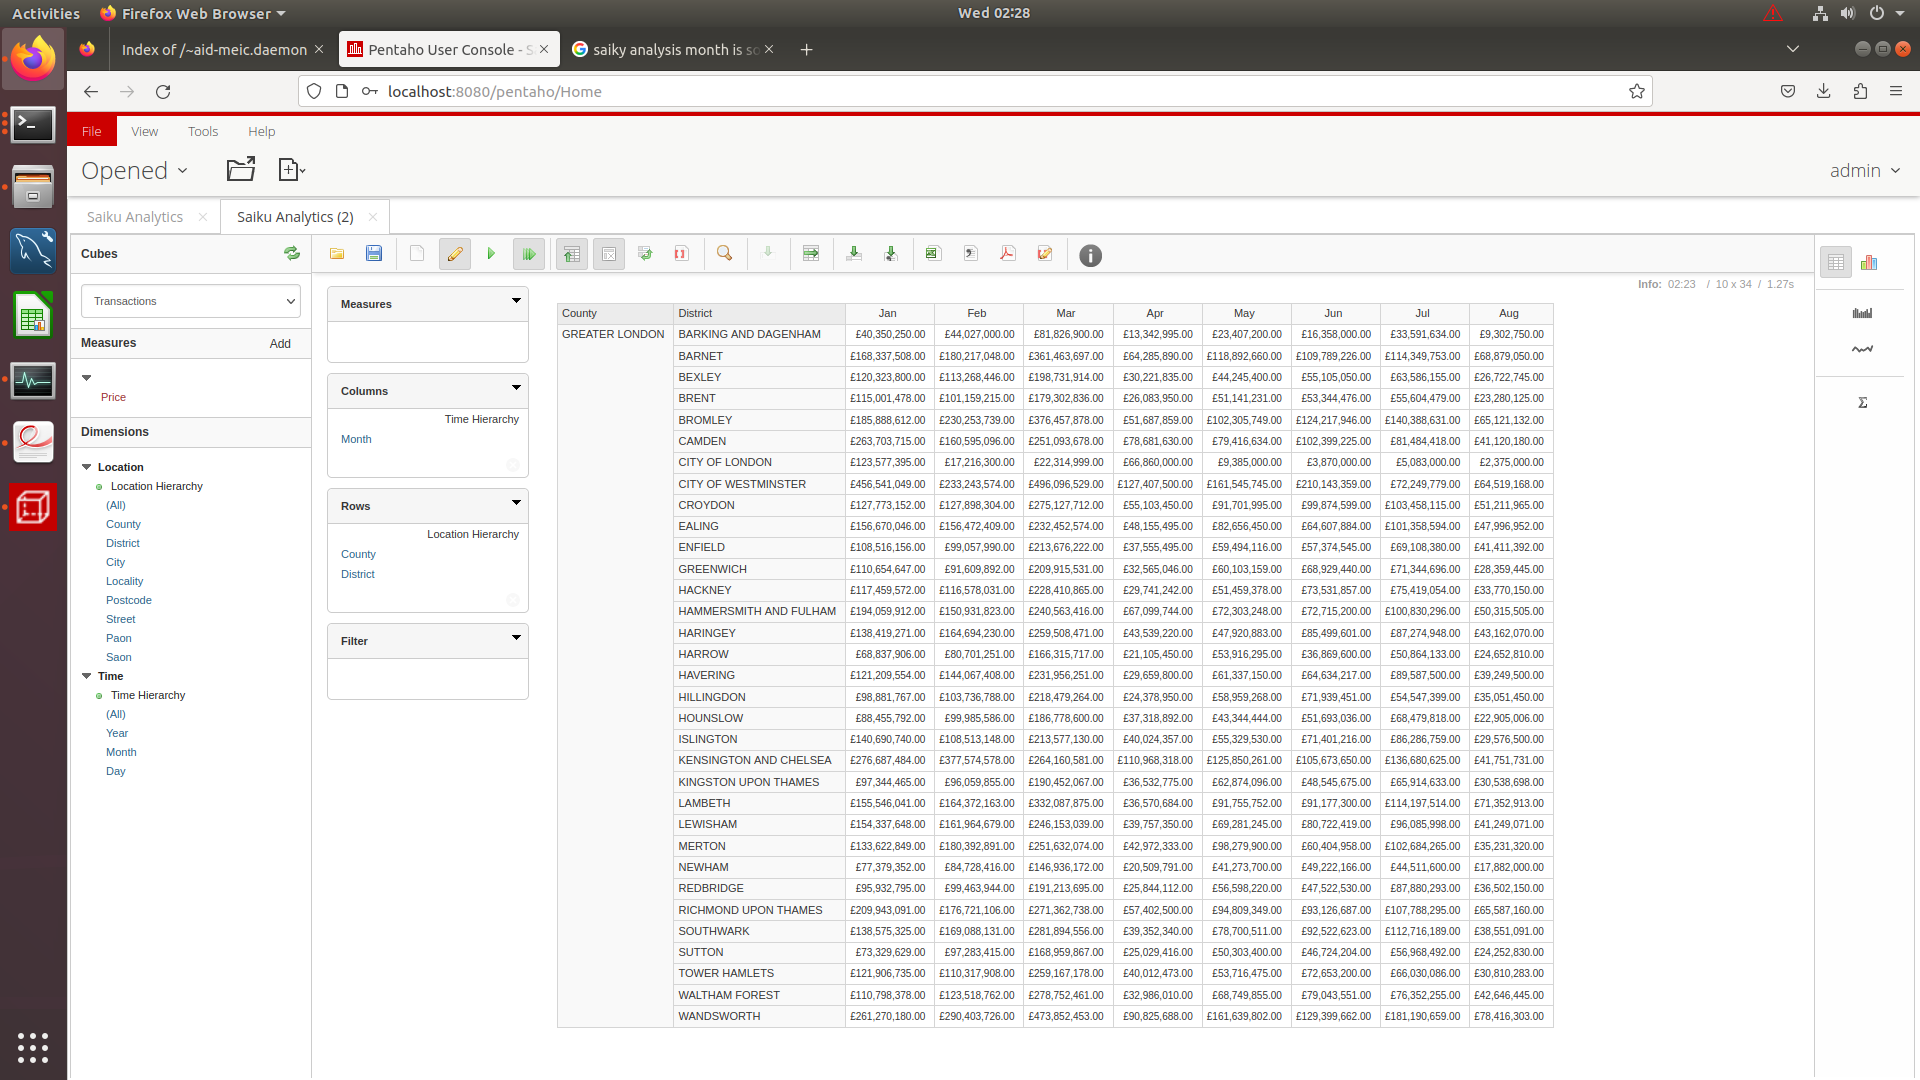 Activities Firefox Web Browser Wed 02:28
Index of /~aid-meic.daemon Pentaho User Console - S saiky analysis month is so
localhost:8080/pentaho/Home
File View Tools Help
Opened admin
Saiku Analytics Saiku Analytics (2)
Cubes
Transactions
Measures Add
Price
Dimensions
Location
Location Hierarchy
(All)
County
District
City
Locality
Postcode
Street
Paon
Saon
Time
Time Hierarchy
(All)
Year
Month
Day
Measures
Columns
Time Hierarchy
Month
Rows
Location Hierarchy
County
District
Filter
Info: 02:23 / 10 x 34 / 1.27s
County District Jan Feb Mar Apr May Jun Jul Aug
GREATER LONDON BARKING AND DAGENHAM £40,350,250.00 £44,027,000.00 £81,826,900.00 £13,342,995.00 £23,407,200.00 £16,358,000.00 £33,591,634.00 £9,302,750.00
BARNET £168,337,508.00 £180,217,048.00 £361,463,697.00 £64,285,890.00 £118,892,660.00 £109,789,226.00 £114,349,753.00 £68,879,050.00
BEXLEY £120,323,800.00 £113,268,446.00 £198,731,914.00 £30,221,835.00 £44,245,400.00 £55,105,050.00 £63,586,155.00 £26,722,745.00
BRENT £115,001,478.00 £101,159,215.00 £179,302,836.00 £26,083,950.00 £51,141,231.00 £53,344,476.00 £55,604,479.00 £23,280,125.00
BROMLEY £185,888,612.00 £230,253,739.00 £376,457,878.00 £51,687,859.00 £102,305,749.00 £124,217,946.00 £140,388,631.00 £65,121,132.00
CAMDEN £263,703,715.00 £160,595,096.00 £251,093,678.00 £78,681,630.00 £79,416,634.00 £102,399,225.00 £81,484,418.00 £41,120,180.00
CITY OF LONDON £123,577,395.00 £17,216,300.00 £22,314,999.00 £66,860,000.00 £9,385,000.00 £3,870,000.00 £5,083,000.00 £2,375,000.00
CITY OF WESTMINSTER £456,541,049.00 £233,243,574.00 £496,096,529.00 £127,407,500.00 £161,545,745.00 £210,143,359.00 £72,249,779.00 £64,519,168.00
CROYDON £127,773,152.00 £127,898,304.00 £275,127,712.00 £55,103,450.00 £91,701,995.00 £99,874,599.00 £103,458,115.00 £51,211,965.00
EALING £156,670,046.00 £156,472,409.00 £232,452,574.00 £48,155,495.00 £82,656,450.00 £64,607,884.00 £101,358,594.00 £47,996,952.00
ENFIELD £108,516,156.00 £99,057,990.00 £213,676,222.00 £37,555,495.00 £59,494,116.00 £57,374,545.00 £69,108,380.00 £41,411,392.00
GREENWICH £110,654,647.00 £91,609,892.00 £209,915,531.00 £32,565,046.00 £60,103,159.00 £68,929,440.00 £71,344,696.00 £28,359,445.00
HACKNEY £117,459,572.00 £116,578,031.00 £228,410,865.00 £29,741,242.00 £51,459,378.00 £73,531,857.00 £75,419,054.00 £33,770,150.00
HAMMERSMITH AND FULHAM £194,059,912.00 £150,931,823.00 £240,563,416.00 £67,099,744.00 £72,303,248.00 £72,715,200.00 £100,830,296.00 £50,315,505.00
HARINGEY £138,419,271.00 £164,694,230.00 £259,508,471.00 £43,539,220.00 £47,920,883.00 £85,499,601.00 £87,274,948.00 £43,162,070.00
HARROW £68,837,906.00 £80,701,251.00 £166,315,717.00 £21,105,450.00 £53,916,295.00 £36,869,600.00 £50,864,133.00 £24,652,810.00
HAVERING £121,209,554.00 £144,067,408.00 £231,956,251.00 £29,659,800.00 £61,337,150.00 £64,634,217.00 £89,587,500.00 £39,249,500.00
HILLINGDON £98,881,767.00 £103,736,788.00 £218,479,264.00 £24,378,950.00 £58,959,268.00 £71,939,451.00 £54,547,399.00 £35,051,450.00
HOUNSLOW £88,455,792.00 £99,985,586.00 £186,778,600.00 £37,318,892.00 £43,344,444.00 £51,693,036.00 £68,479,818.00 £22,905,006.00
ISLINGTON £140,690,740.00 £108,513,148.00 £213,577,130.00 £40,024,357.00 £55,329,530.00 £71,401,216.00 £86,286,759.00 £29,576,500.00
KENSINGTON AND CHELSEA £276,687,484.00 £377,574,578.00 £264,160,581.00 £110,968,318.00 £125,850,261.00 £105,673,650.00 £136,680,625.00 £41,751,731.00
KINGSTON UPON THAMES £97,344,465.00 £96,059,855.00 £190,452,067.00 £36,532,775.00 £62,874,096.00 £48,545,675.00 £65,914,633.00 £30,538,698.00
LAMBETH £155,546,041.00 £164,372,163.00 £332,087,875.00 £36,570,684.00 £91,755,752.00 £91,177,300.00 £114,197,514.00 £71,352,913.00
LEWISHAM £154,337,648.00 £161,964,679.00 £246,153,039.00 £39,757,350.00 £69,281,245.00 £80,722,419.00 £96,085,998.00 £41,249,071.00
MERTON £133,622,849.00 £180,392,891.00 £251,632,074.00 £42,972,333.00 £98,279,900.00 £60,404,958.00 £102,684,265.00 £35,231,320.00
NEWHAM £77,379,352.00 £84,728,416.00 £146,936,172.00 £20,509,791.00 £41,273,700.00 £49,222,166.00 £44,511,600.00 £17,882,000.00
REDBRIDGE £95,932,795.00 £99,463,944.00 £191,213,695.00 £25,844,112.00 £56,598,220.00 £47,522,530.00 £87,880,293.00 £36,502,150.00
RICHMOND UPON THAMES £209,943,091.00 £176,721,106.00 £271,362,738.00 £57,402,500.00 £94,809,349.00 £93,126,687.00 £107,788,295.00 £65,587,160.00
SOUTHWARK £138,575,325.00 £169,088,131.00 £281,894,556.00 £39,352,340.00 £78,700,511.00 £92,522,623.00 £112,716,189.00 £38,551,091.00
SUTTON £73,329,629.00 £97,283,415.00 £168,959,867.00 £25,029,416.00 £50,303,400.00 £46,724,204.00 £56,968,492.00 £24,252,830.00
TOWER HAMLETS £121,906,735.00 £110,317,908.00 £259,167,178.00 £40,012,473.00 £53,716,475.00 £72,653,200.00 £66,030,086.00 £30,810,283.00
WALTHAM FOREST £110,798,378.00 £123,518,762.00 £278,752,461.00 £32,986,010.00 £68,749,855.00 £79,043,551.00 £76,352,255.00 £42,646,445.00
WANDSWORTH £261,270,180.00 £290,403,726.00 £473,852,453.00 £90,825,688.00 £161,639,802.00 £129,399,662.00 £181,190,659.00 £78,416,303.00